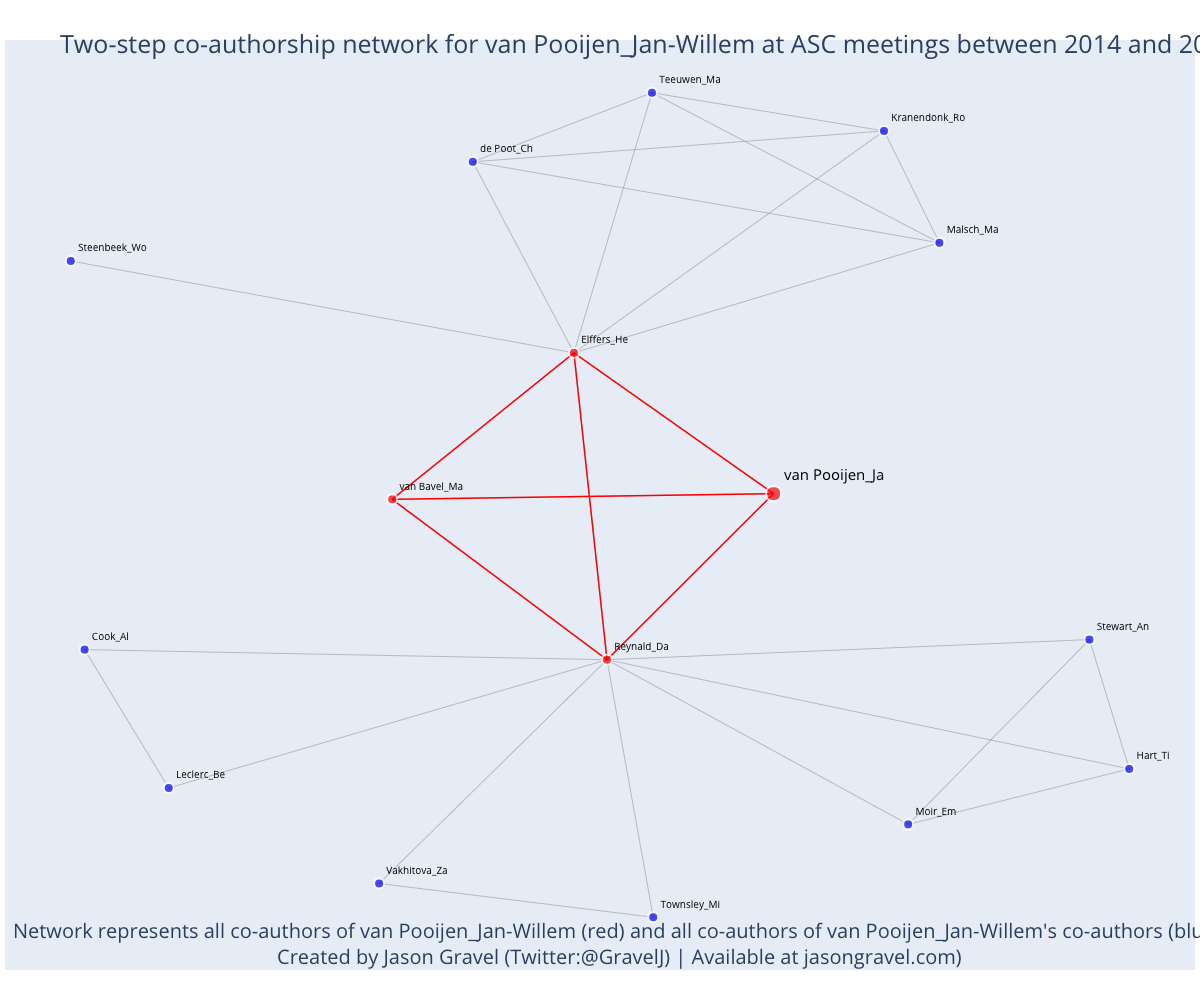 Two-step co-authorship network for van Pooijen_Jan-Willem at ASC meetings between 2014 and 20
Teeuwen_Ma
Kranendonk_Ro
de Poot_Ch
Malsch_Ma
Steenbeek_Wo
Elffers_He
van Pooijen_Ja
van Bavel_Ma
Stewart_An
Cook_Al
Reynald_Da
Hart_Ti
Leclerc_Be
Moir_Em
Vakhitova_Za
Townsley_Mi
Network represents all co-authors of van Pooijen_Jan-Willem (red) and all co-authors of van Pooijen_Jan-Willem's co-authors (blu
Created by Jason Gravel (Twitter:@GravelJ) | Available at jasongravel.com)